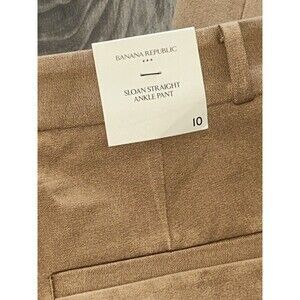 BANANA REPUBLIC
SLOAN STRAIGHT
ANKLE PANT
10